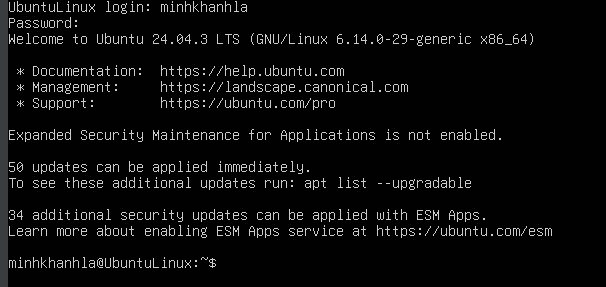 UbuntuLinux login: minhkhanhla
Password:
Welcome to Ubuntu 24.04.3 LTS (GNU/Linux 6.14.0-29-generic x86_64)
* Documentation:  https://help.ubuntu.com
* Management:     https://landscape.canonical.com
* Support:        https://ubuntu.com/pro
Expanded Security Maintenance for Applications is not enabled.
50 updates can be applied immediately.
To see these additional updates run: apt list --upgradable
34 additional security updates can be applied with ESM Apps.
Learn more about enabling ESM Apps service at https://ubuntu.com/esm
minhkhanhla@UbuntuLinux:~$